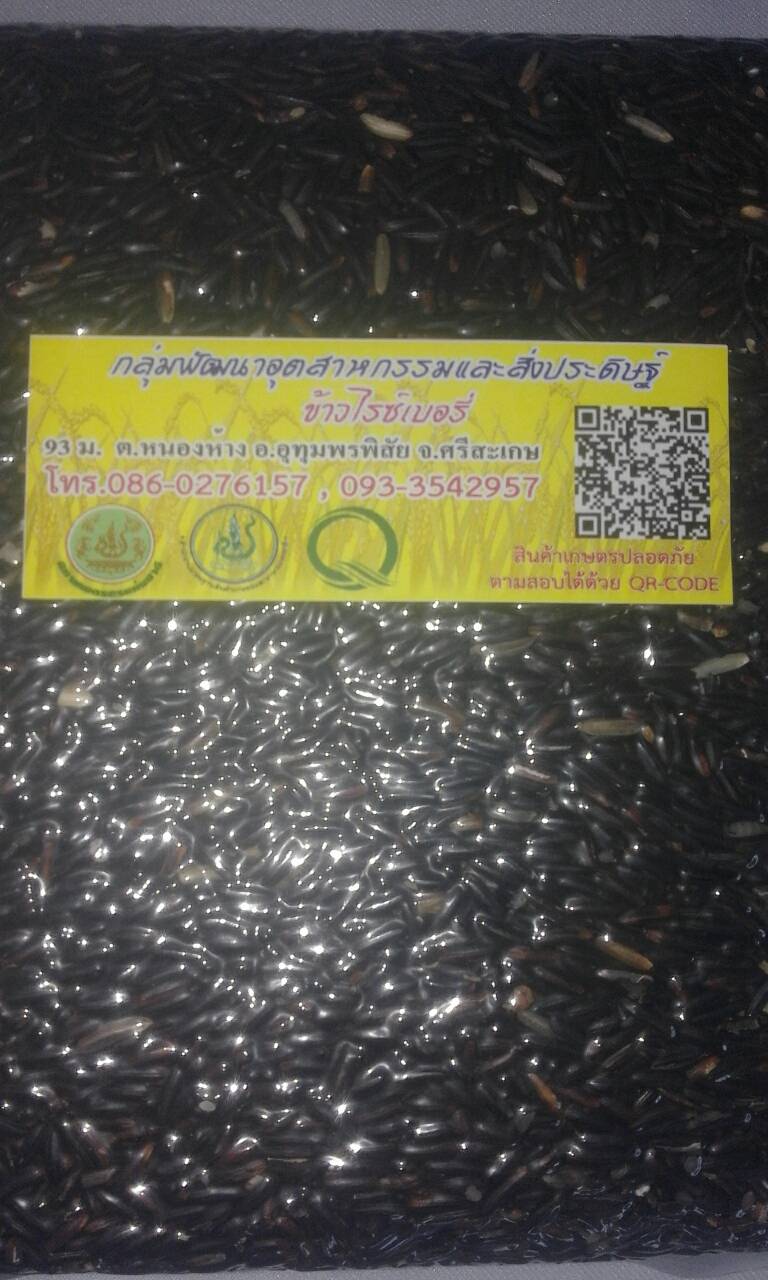 กลุ่มพัฒนาอุตสาหกรรมและสิ่งประดิษฐ์
ข้าวไรซ์เบอรี่
93 ม. ต.หนองห้าง อ.อุทุมพรพิสัย จ.ศรีสะเกษ
โทร.086-0276157 , 093-3542957
สินค้าเกษตรปลอดภัย
ตามสอบได้ด้วย QR-CODE